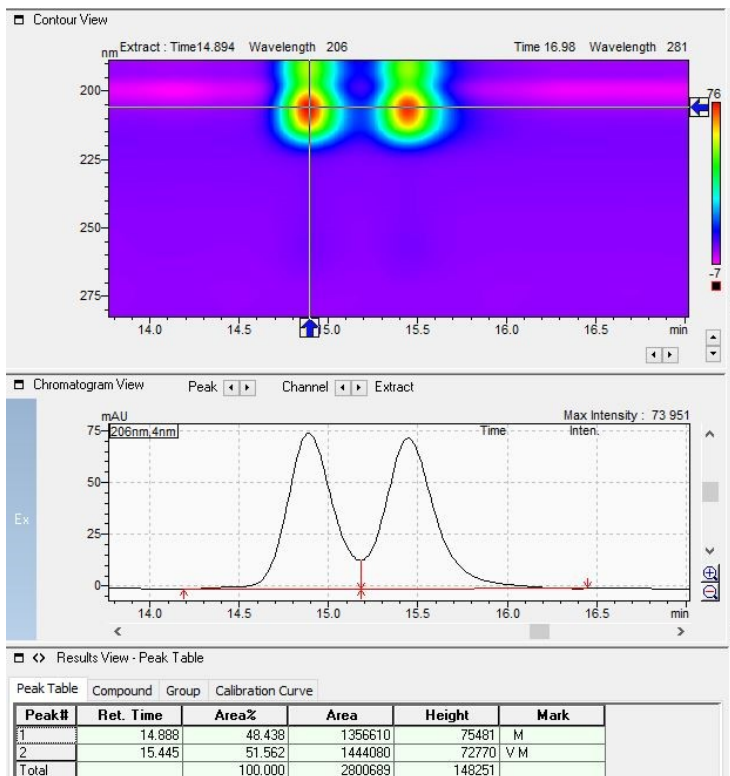 Contour View
nm Extract : Time14.894 Wavelength 206 Time 16.98 Wavelength 281
200
225
250
275
76
-7
14.0 14.5 15.0 15.5 16.0 16.5 min
Chromatogram View Peak Channel Extract
mAU Max Intensity : 73 951
75 206nm,4nm Time Inten.
50
25
0
Ex
14.0 14.5 15.0 15.5 16.0 16.5 min
Results View - Peak Table
Peak Table Compound Group Calibration Curve
Peak# Ret. Time Area% Area Height Mark
1 14.888 48.438 1356610 75481 M
2 15.445 51.562 1444080 72770 V M
Total 100.000 2800689 148251